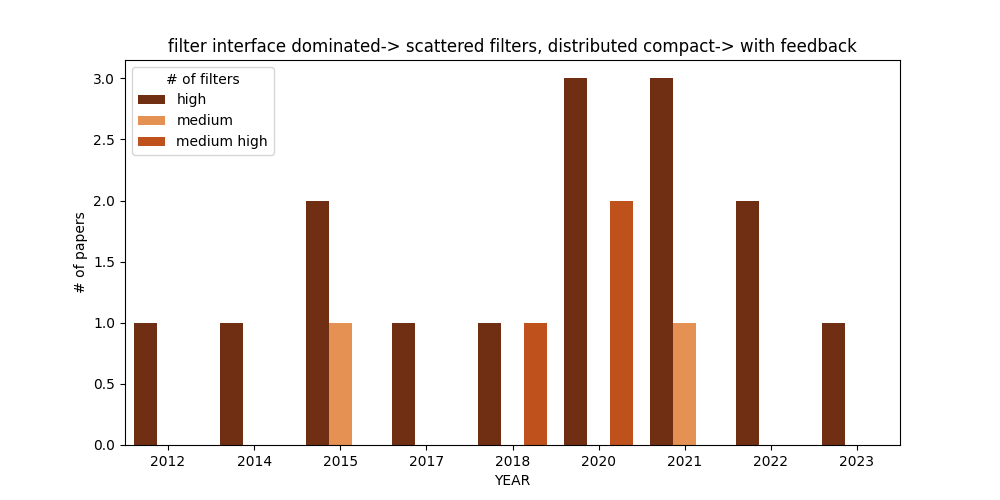 filter interface dominated-> scattered filters, distributed compact-> with feedback
# of filters
high
medium
medium high
3.0
2.5
2.0
1.5
1.0
0.5
0.0
# of papers
2012 2014 2015 2017 2018 2020 2021 2022 2023
YEAR